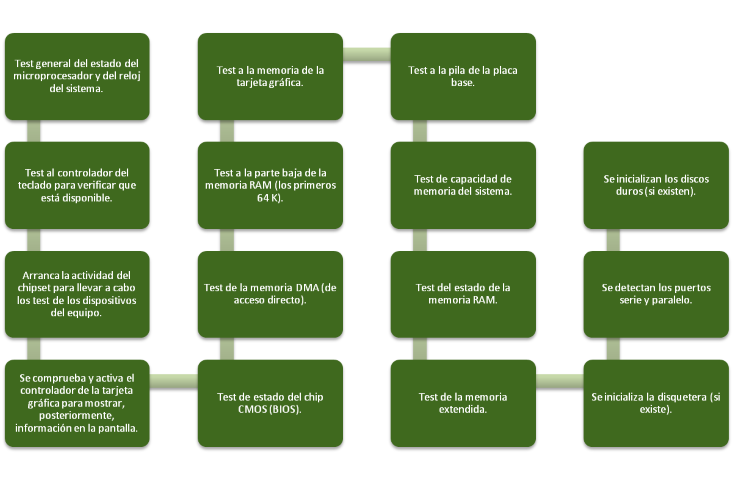 Test general del estado del
microprocesador y del reloj
del sistema.
Test al controlador del
teclado para verificar que
está disponible.
Arranca la actividad del
chipset para llevar a cabo
los test de los dispositivos
del equipo.
Se comprueba y activa el
controlador de la tarjeta
gráfica para mostrar,
posteriormente,
información en la pantalla.
Test de estado del chip
CMOS (BIOS).
Test de la memoria DMA (de
acceso directo).
Test a la parte baja de la
memoria RAM (los primeros
64 K).
Test a la memoria de la
tarjeta gráfica.
Test a la pila de la placa
base.
Test de capacidad de
memoria del sistema.
Test del estado de la
memoria RAM.
Test de la memoria
extendida.
Se inicializa la disquetera (si
existe).
Se detectan los puertos
serie y paralelo.
Se inicializan los discos
duros (si existen).